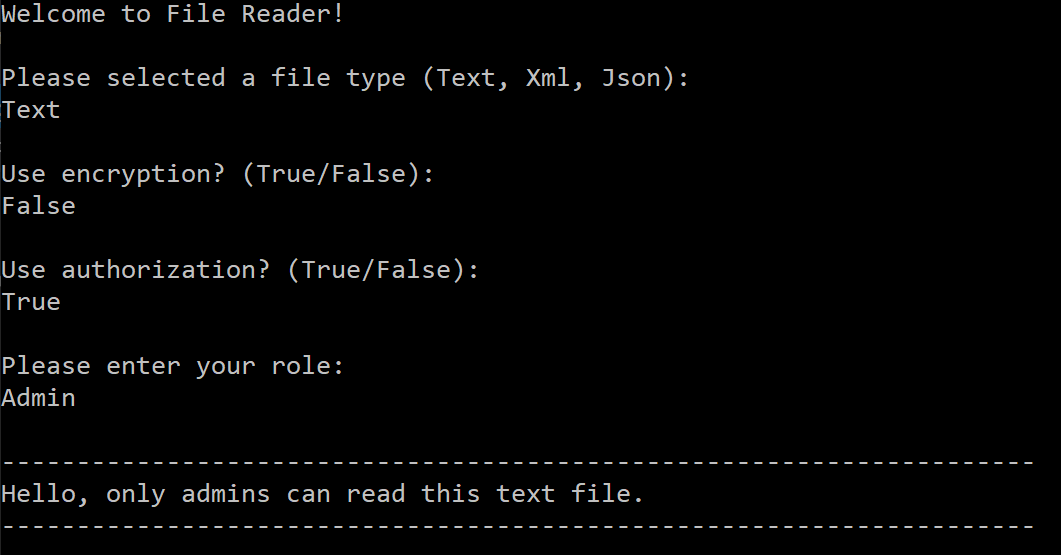 Welcome to File Reader!
Please selected a file type (Text, Xml, Json):
Text
Use encryption? (True/False):
False
Use authorization? (True/False):
True
Please enter your role:
Admin
---------------------------------------------------------------------
Hello, only admins can read this text file.
---------------------------------------------------------------------